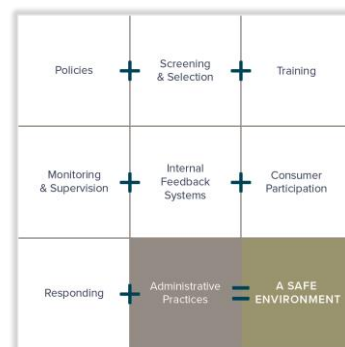 Policies + Screening
& Selection + Training
Monitoring
& Supervision + Internal
Feedback
Systems + Consumer
Participation
Responding + Administrative
Practices = A SAFE
ENVIRONMENT